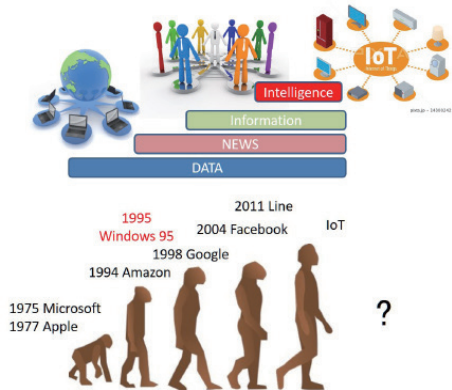 IoT
Intelligence
Information
NEWS
DATA
2011 Line
1995
Windows 95
2004 Facebook
IoT
1998 Google
1994 Amazon
1975 Microsoft
1977 Apple
?